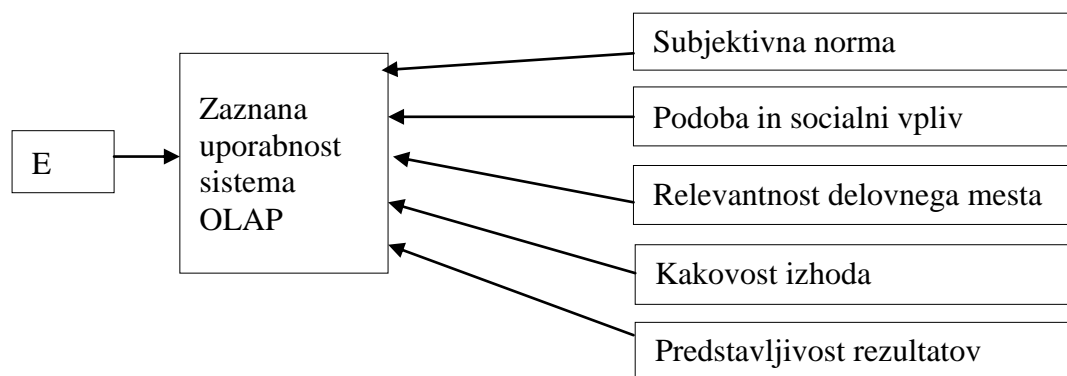 E
Zaznana
uporabnost
sistema
OLAP
Subjektivna norma
Podoba in socialni vpliv
Relevantnost delovnega mesta
Kakovost izhoda
Predstavljivost rezultatov